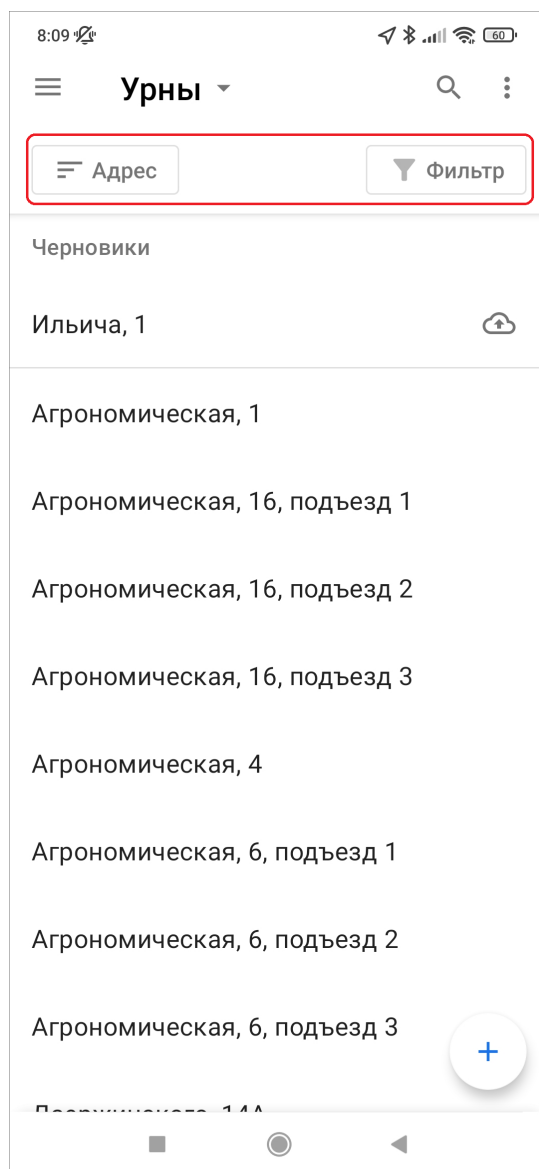 8:09 60
Урны
Адрес Фильтр
Черновики
Ильича, 1
Агрономическая, 1
Агрономическая, 16, подъезд 1
Агрономическая, 16, подъезд 2
Агрономическая, 16, подъезд 3
Агрономическая, 4
Агрономическая, 6, подъезд 1
Агрономическая, 6, подъезд 2
Агрономическая, 6, подъезд 3